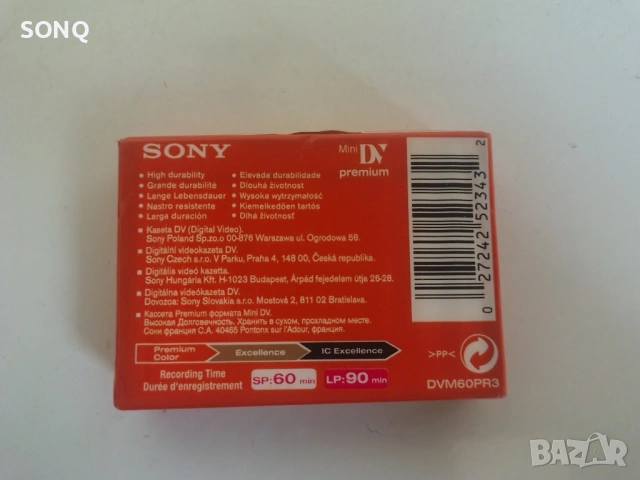 SONQ
SONY
Mini DV
premium
• High durability
• Grande durabilité
• Lange Lebensdauer
• Nastro resistente
• Larga duración
• Elevada durabilidade
• Dlouhá životnost
• Wysoka wytrzymałość
• Kiemelkedően tartós
• Dlhá životnosť
■ Kaseta DV (Digital Video).
Sony Poland Sp.zo.o 00-876 Warszawa ul. Ogrodowa 58.
■ Digitální videokazeta DV.
Sony Czech a.r.o. V Parku, Praha 4, 148 00, Česká republika.
■ Digitális videó kazetta.
Sony Hungária Kft. H-1023 Budapest, Árpád fejedelem útja 26-28.
■ Digitálna videókazeta DV.
Dovozca: Sony Slovakia s.r.o. Mostová 2, 811 02 Bratislava.
■ Кассета Premium формата Mini DV.
Высокая Долговечность. Хранить в сухом, прохладном месте.
Сони франция С.А. 40465 Pontonx sur l'Adour, франция.
Premium Color
Excellence
IC Excellence
Recording Time
Durée d'enregistrement
SP:60 min
LP:90 min
>PP<
DVM60PR3
0 27242 52343 2
BAZAR